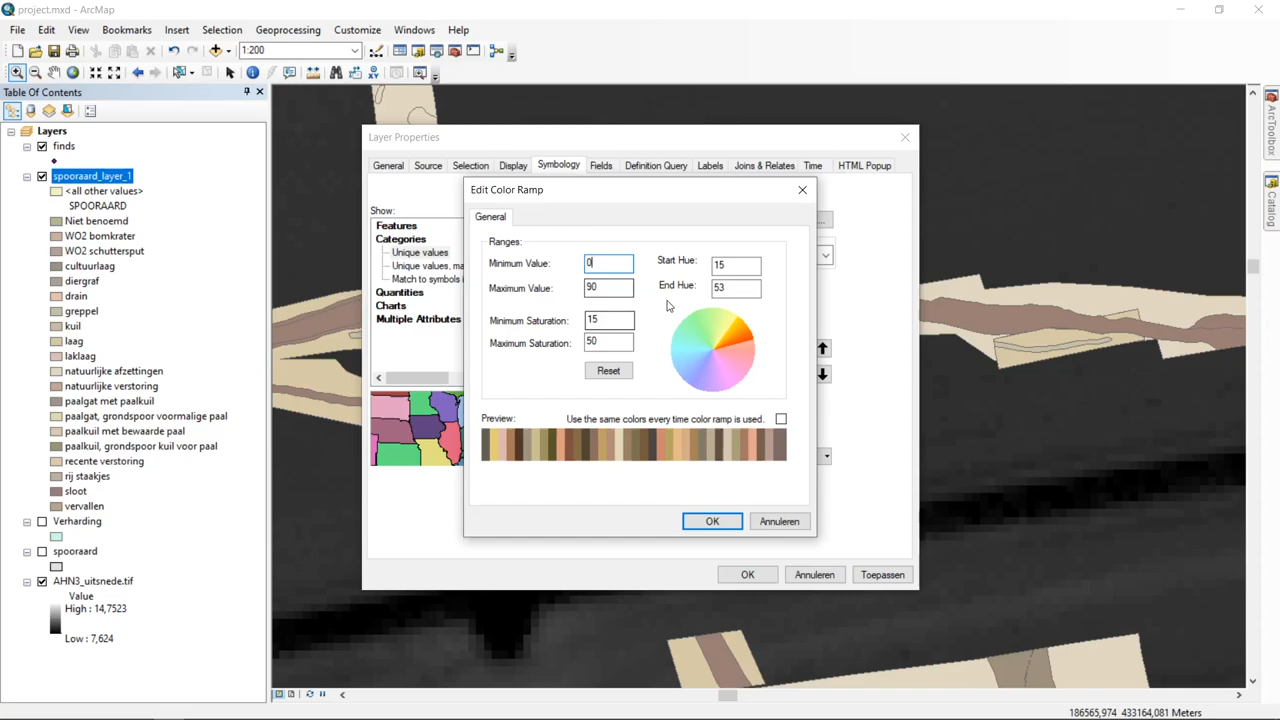 project.mxd - ArcMap
File Edit View Bookmarks Insert Selection Geoprocessing Customize Windows Help
1:200
Table Of Contents
Layers
finds
spooraard_layer_1
<all other values>
SPOORAARD
Niet benoemd
WO2 bomkrater
WO2 schuttersput
cultuurlaag
diergraf
drain
greppel
kuil
laag
laklaag
natuurlijke afzettingen
natuurlijke verstoring
paalgat met paalkuil
paalgat, grondspoor voormalige paal
paalkuil met bewaarde paal
paalkuil, grondspoor kuil voor paal
recente verstoring
rij staakjes
sloot
vervallen
Verharding
spooraard
AHN3_uitsnede.tif
Value
High : 14,7523
Low : 7,624
Layer Properties
General Source Selection Display Symbology Fields Definition Query Labels Joins & Relates Time HTML Popup
Show:
Features
Categories
Unique values
Unique values, ma
Match to symbols i
Quantities
Charts
Multiple Attributes
Edit Color Ramp
General
Ranges:
Minimum Value: 0
Maximum Value: 90
Minimum Saturation: 15
Maximum Saturation: 50
Reset
Start Hue: 15
End Hue: 53
Preview: Use the same colors every time color ramp is used.
OK Annuleren
OK Annuleren Toepassen
ArcToolbox
Catalog
186565,974 433164,081 Meters